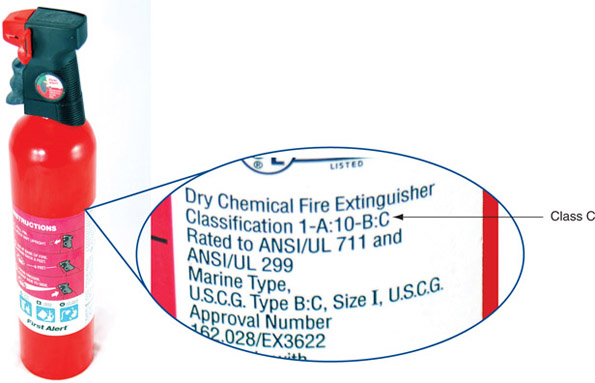 INSTRUCTIONS
First Alert
LISTED
Dry Chemical Fire Extinguisher
Classification 1-A:10-B:C
Rated to ANSI/UL 711 and
ANSI/UL 299
Marine Type,
U.S.C.G. Type B:C, Size I, U.S.C.G.
Approval Number
162.028/EX3622
Class C